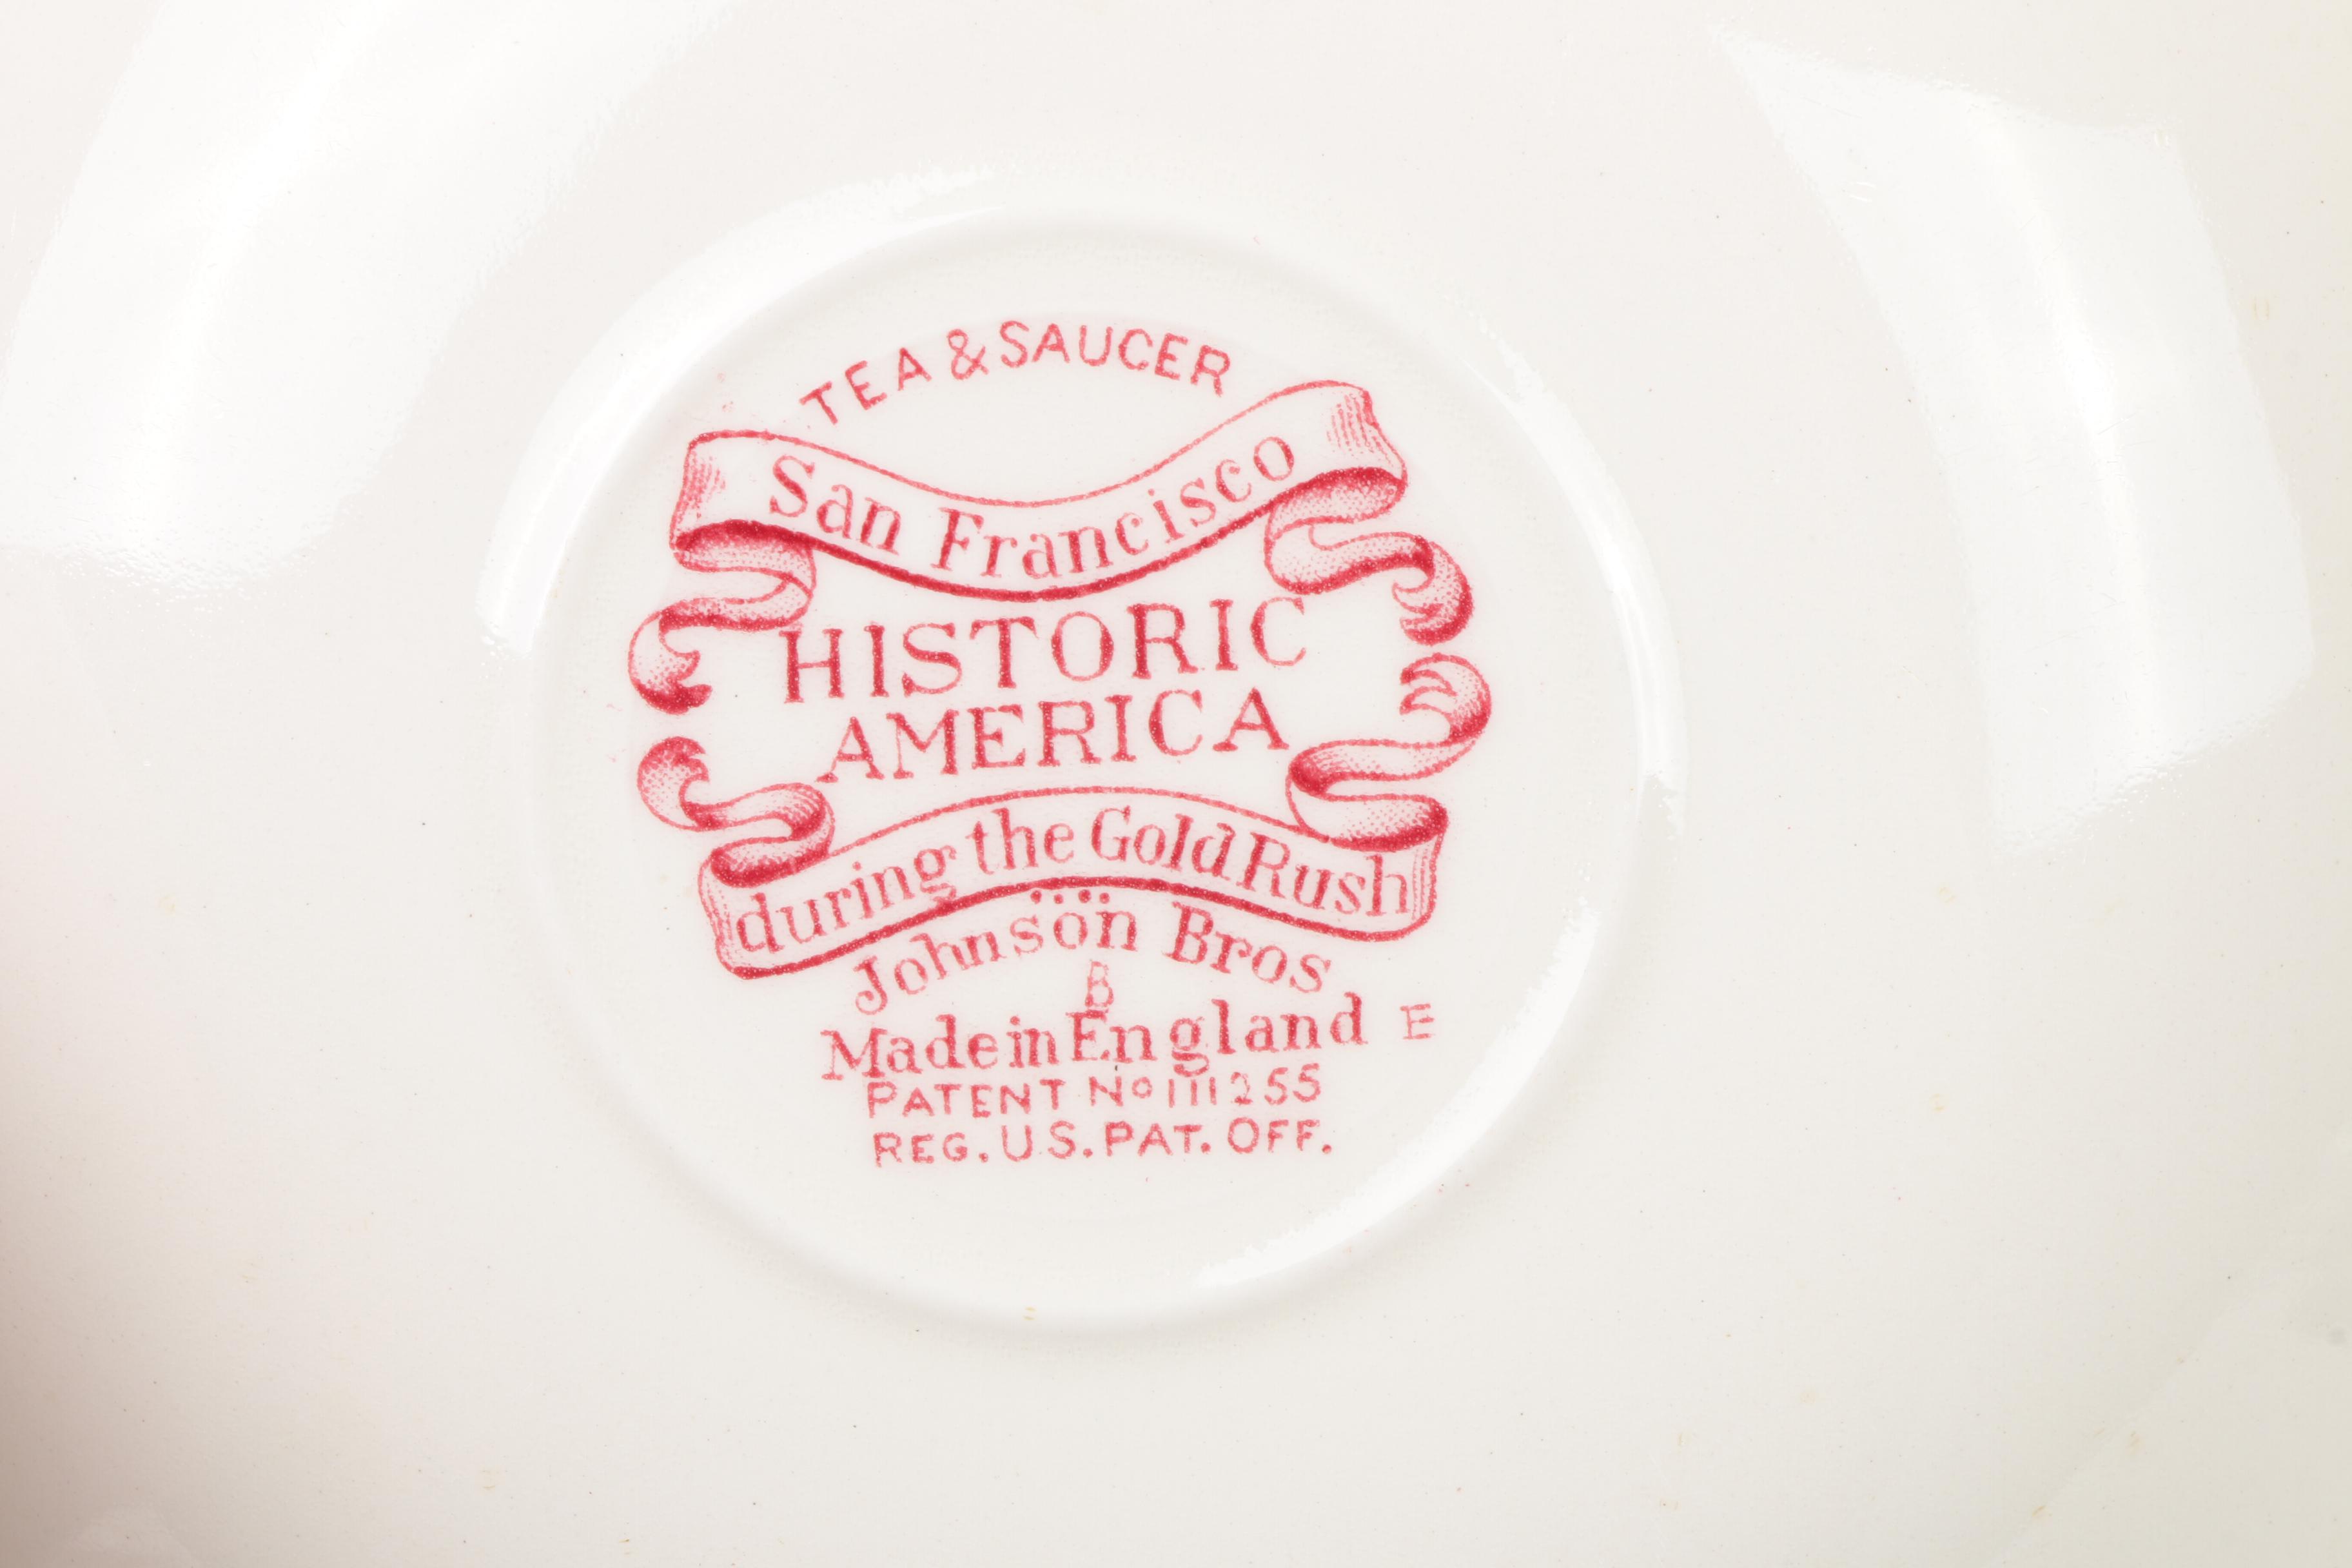 TEA & SAUCER
San Francisco
HISTORIC
AMERICA
during the Gold Rush
Johnson Bros
B
Made in England E
PATENT No 111255
REG. U.S. PAT. OFF.